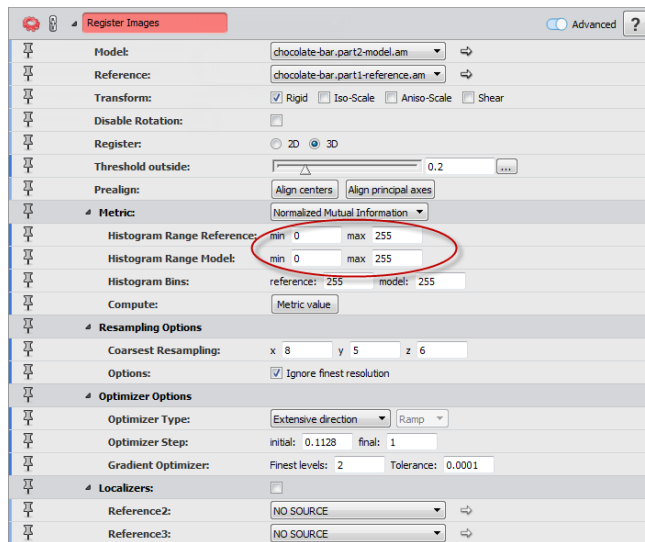 Register Images Advanced ?
Model: chocolate-bar.part2-model.am
Reference: chocolate-bar.part1-reference.am
Transform: Rigid Iso-Scale Aniso-Scale Shear
Disable Rotation:
Register: 2D 3D
Threshold outside: 0.2 ...
Prealign: Align centers Align principal axes
Metric: Normalized Mutual Information
Histogram Range Reference: min 0 max 255
Histogram Range Model: min 0 max 255
Histogram Bins: reference: 255 model: 255
Compute: Metric value
Resampling Options
Coarsest Resampling: x 8 y 5 z 6
Options: Ignore finest resolution
Optimizer Options
Optimizer Type: Extensive direction Ramp
Optimizer Step: initial: 0.1128 final: 1
Gradient Optimizer: Finest levels: 2 Tolerance: 0.0001
Localizers:
Reference2: NO SOURCE
Reference3: NO SOURCE